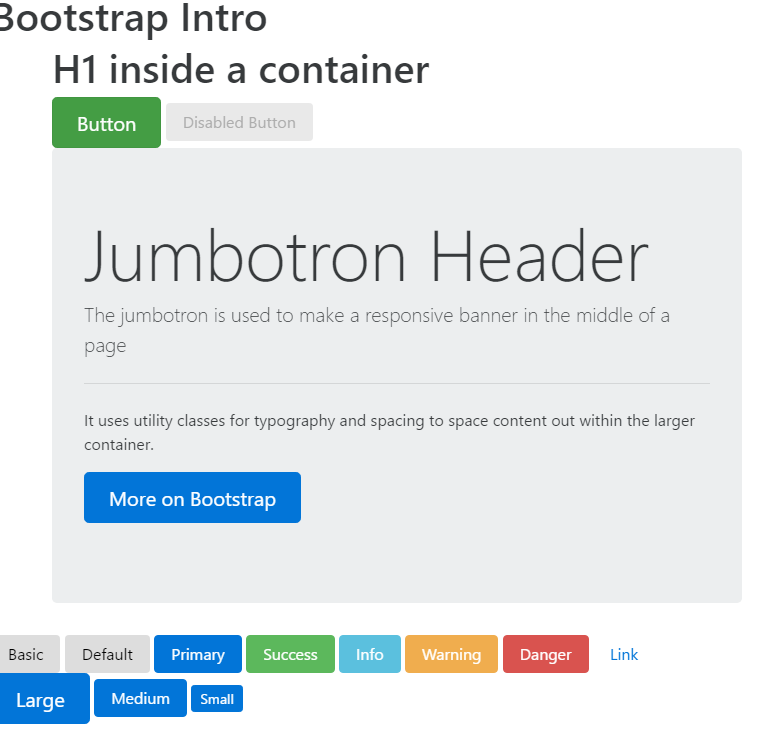 Bootstrap Intro
H1 inside a container
Button Disabled Button
Jumbotron Header
The jumbotron is used to make a responsive banner in the middle of a
page
It uses utility classes for typography and spacing to space content out within the larger
container.
More on Bootstrap
Basic Default Primary Success Info Warning Danger Link
Large Medium Small